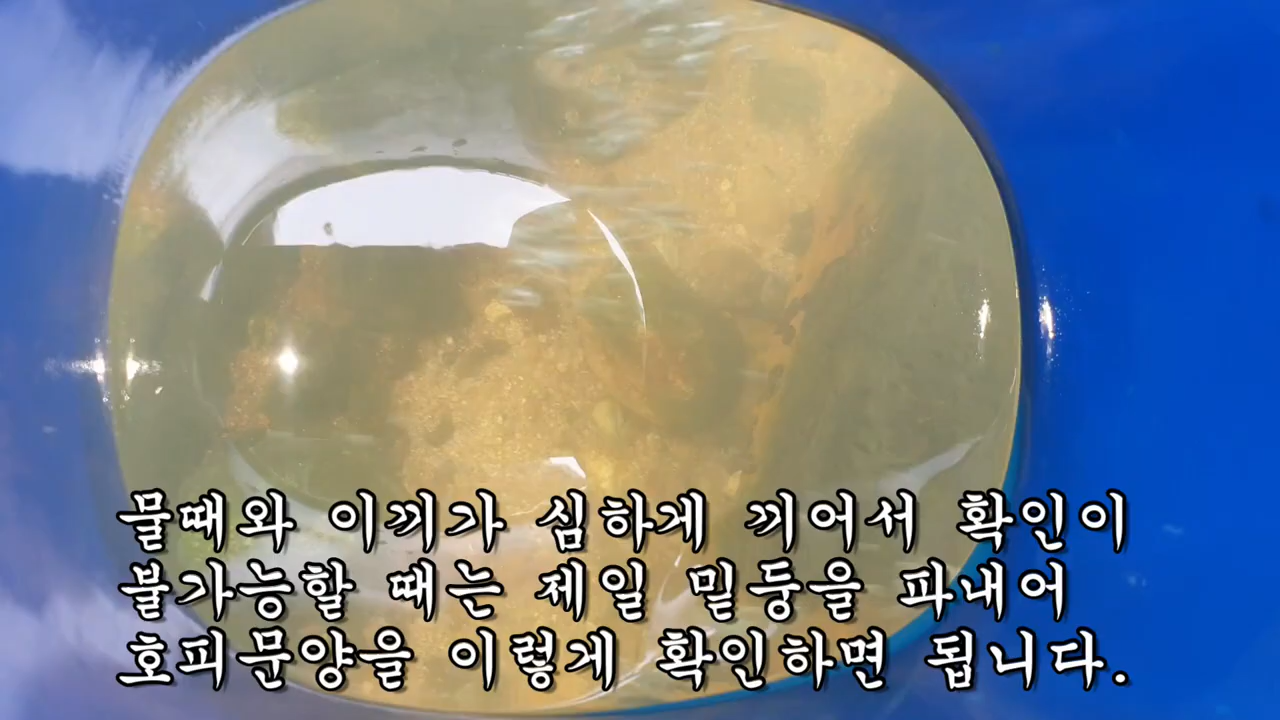 물때와 이끼가 심하게 끼어서 확인이
불가능할 때는 제일 밑둥을 파내어
호피문양을 이렇게 확인하면 됩니다.